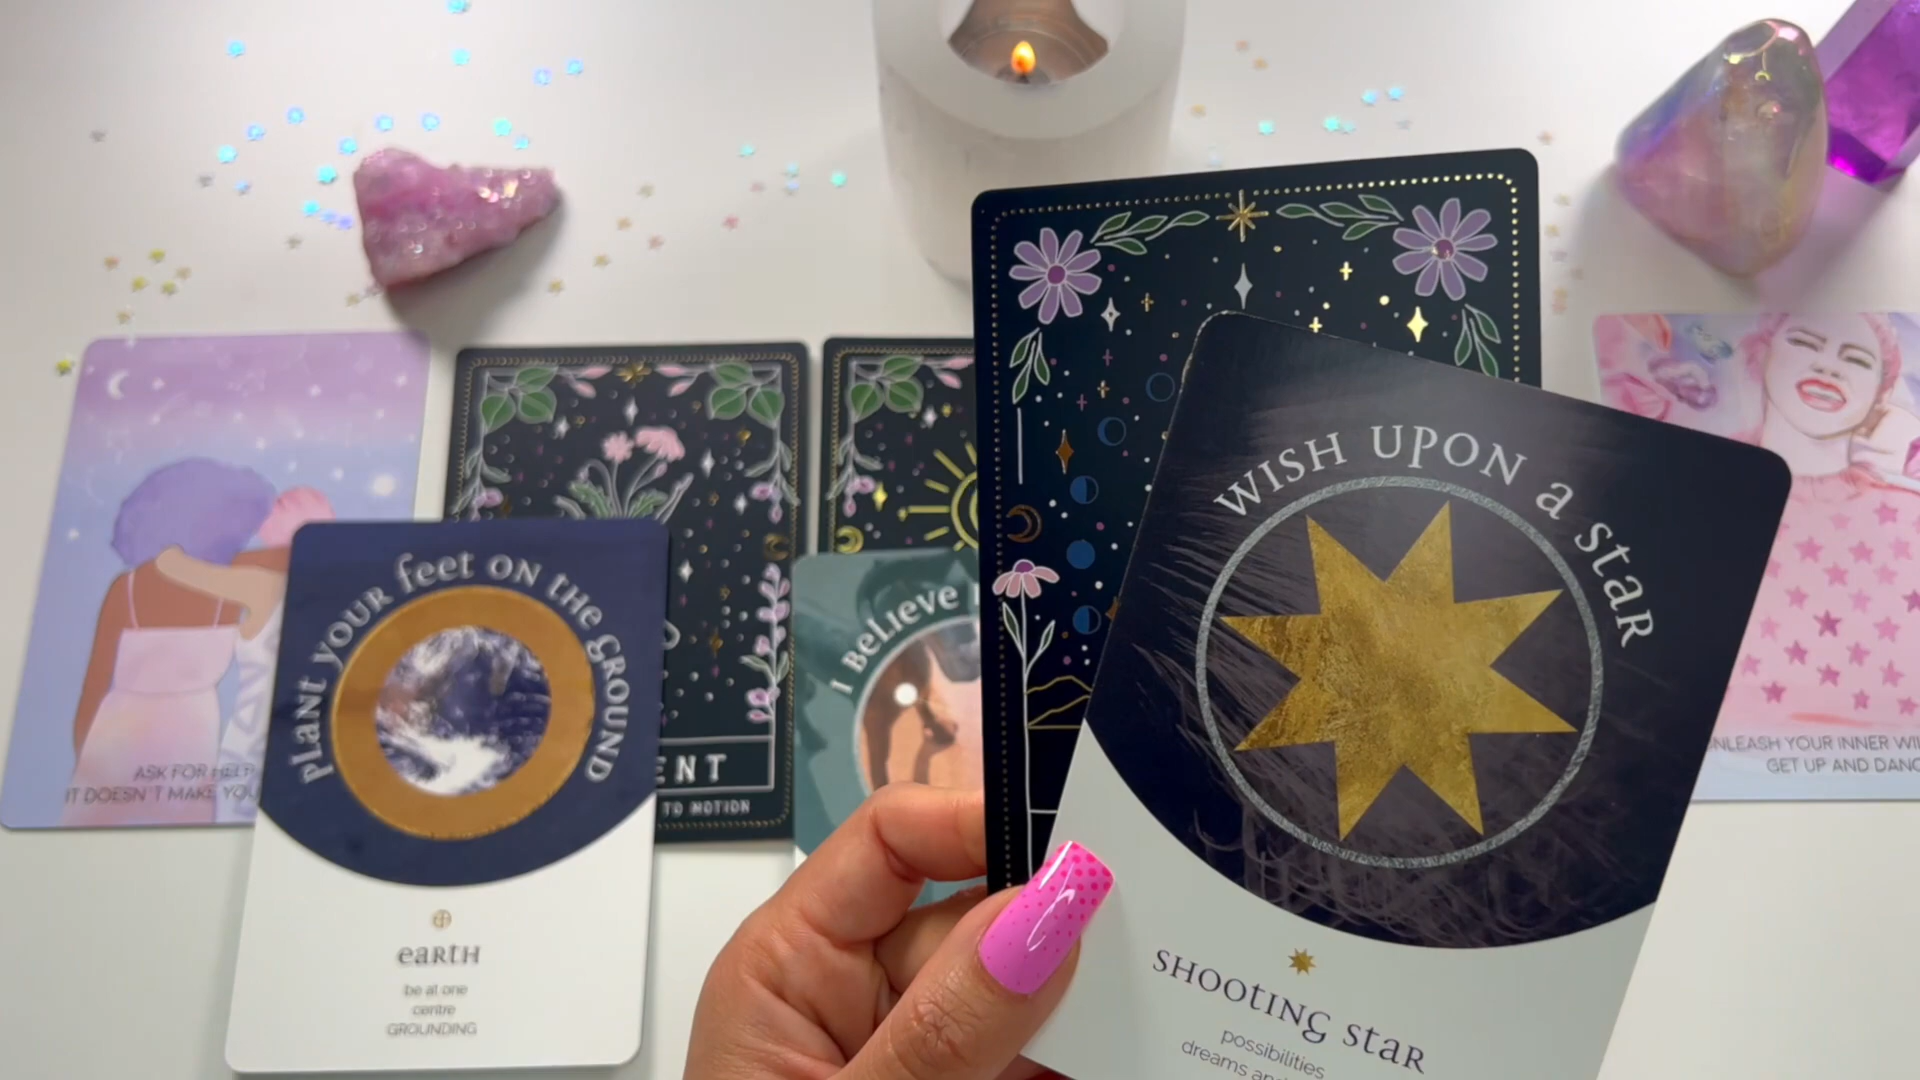 ASK FOR HELP
IT DOESN'T MAKE YOU
PLANT YOUR feet ON tHe GROUND
eaRtH
be at one
centre
GROUNDING
ENT
TO MOTION
I BeLIeVe
WISH UPON a staR
SHOOtING staR
possibilities
dreams
NLEASH YOUR INNER WI
GET UP AND DANC